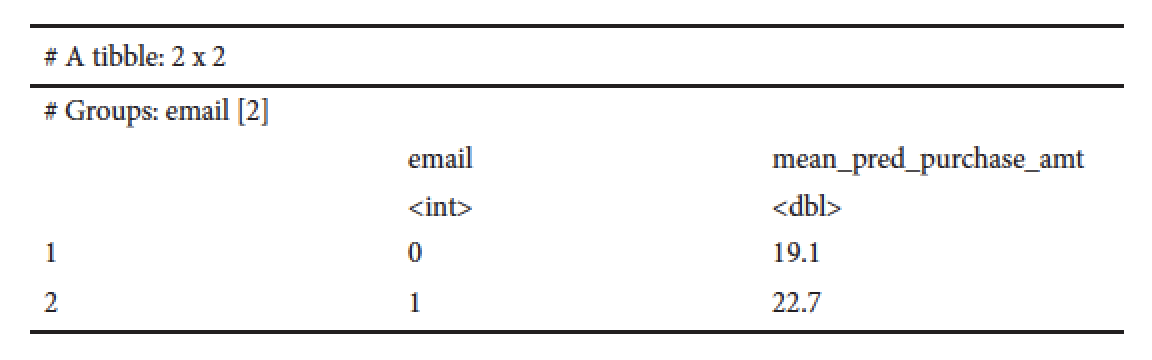 # A tibble: 2 x 2
# Groups: email [2]
email mean_pred_purchase_amt
<int> <dbl>
1 0 19.1
2 1 22.7